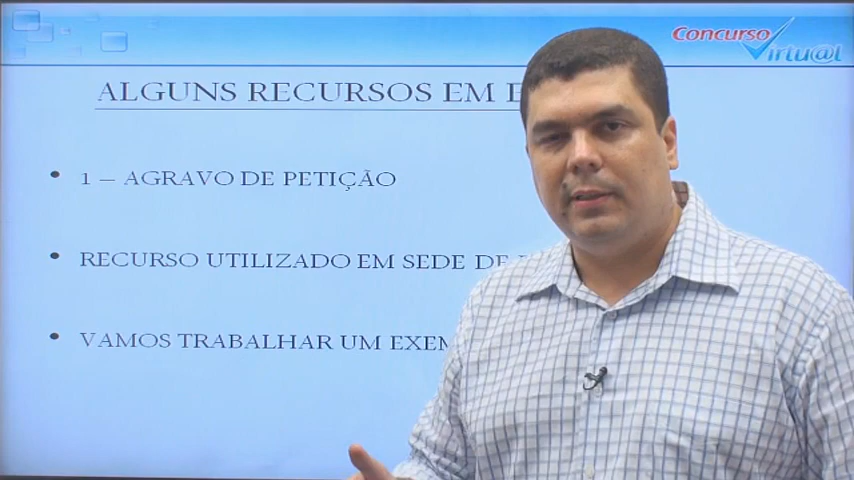 Concurso
Virtu@l
ALGUNS RECURSOS EM
1 – AGRAVO DE PETIÇÃO
RECURSO UTILIZADO EM SEDE DE
VAMOS TRABALHAR UM